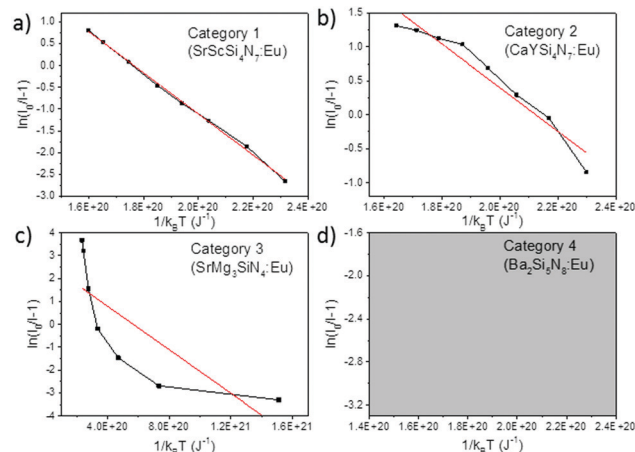 a)
Category 1
(SrScSi₄N₇:Eu)
ln(I₀/I-1)
1.0
0.5
0.0
-0.5
-1.0
-1.5
-2.0
-2.5
-3.0
1.6E+20
1.8E+20
2.0E+20
2.2E+20
2.4E+20
1/k_BT (J⁻¹)
b)
Category 2
(CaYSi₄N₇:Eu)
ln(I₀/I-1)
1.5
1.0
0.5
0.0
-0.5
-1.0
1.6E+20
1.8E+20
2.0E+20
2.2E+20
2.4E+20
1/k_BT (J⁻¹)
c)
Category 3
(SrMg₃SiN₄:Eu)
ln(I₀/I-1)
4
3
2
1
0
-1
-2
-3
-4
4.0E+20
8.0E+20
1.2E+21
1.6E+21
1/k_BT (J⁻¹)
d)
Category 4
(Ba₂Si₅N₈:Eu)
ln(I₀/I-1)
-1.6
-2.0
-2.4
-2.8
-3.2
1.4E+20
1.6E+20
1.8E+20
2.0E+20
2.2E+20
2.4E+20
1/k_BT (J⁻¹)